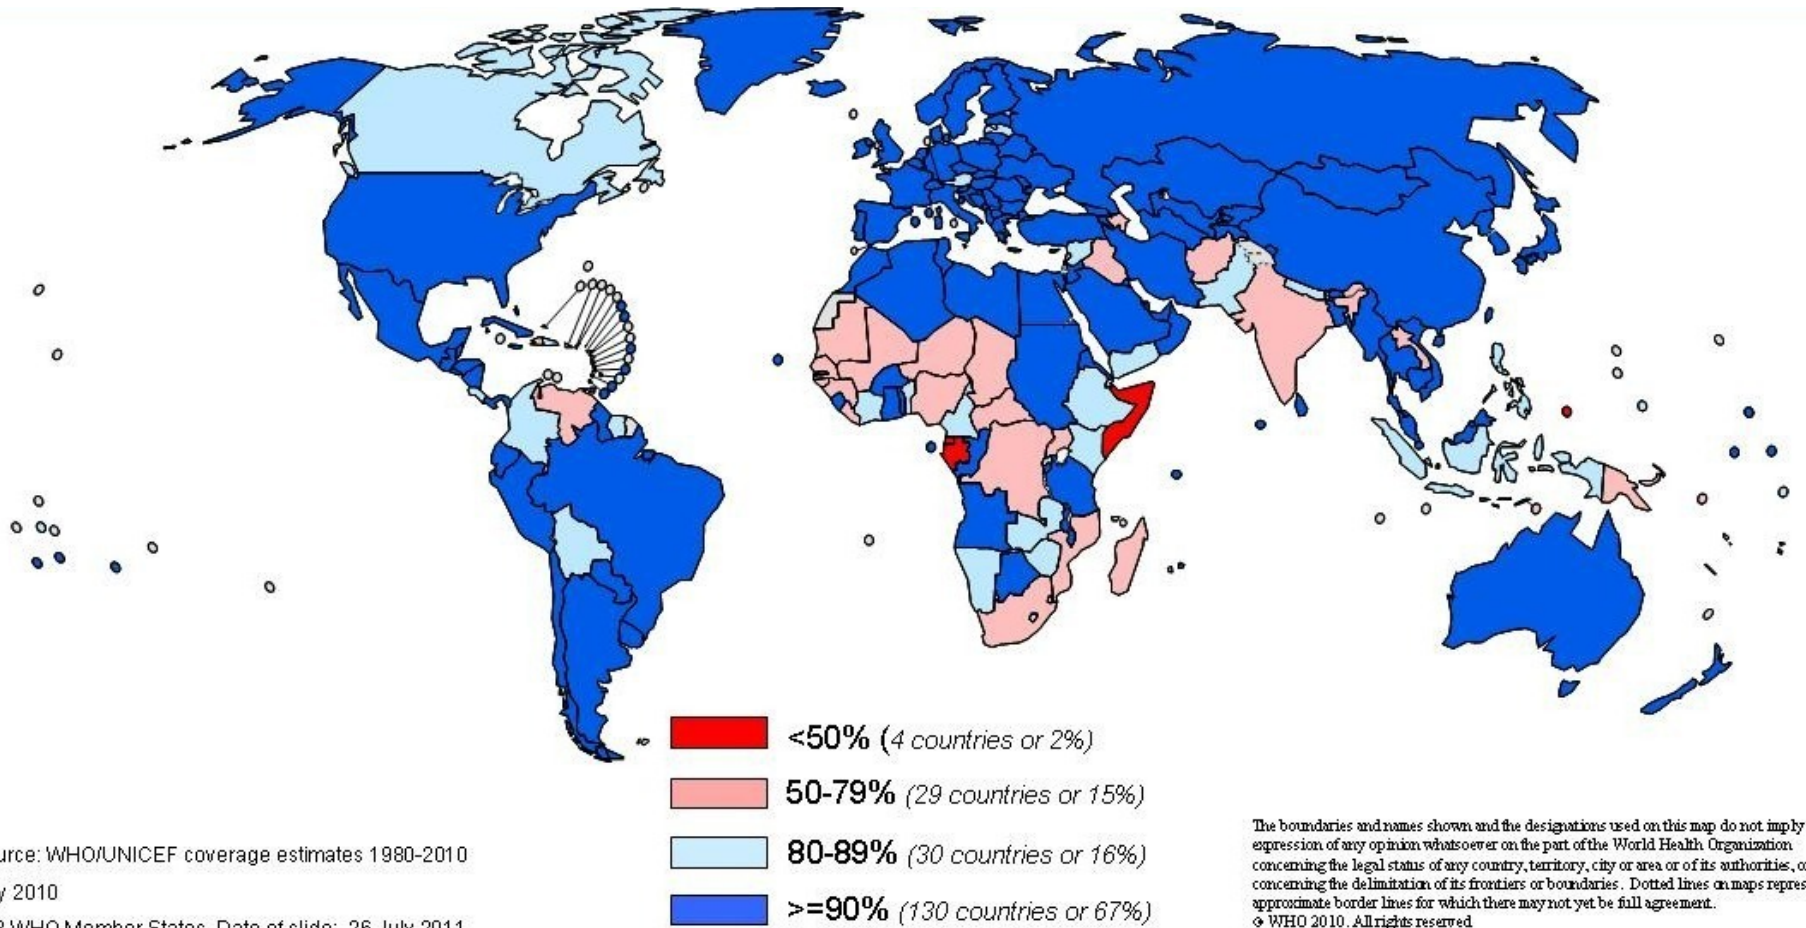 <50% (4 countries or 2%)
50-79% (29 countries or 15%)
80-89% (30 countries or 16%)
>=90% (130 countries or 67%)
urce: WHO/UNICEF coverage estimates 1980-2010
y 2010
WHO Member States. Date of slide: 26 July 2011
The boundaries and names shown and the designations used on this map do not imply
expression of any opinion whatsoever on the part of the World Health Organization
concerning the legal status of any country, territory, city or area or of its authorities, o
concerning the delimitation of its frontiers or boundaries. Dotted lines on maps repres
approximate border lines for which there may not yet be full agreement.
WHO 2010. All rights reserved